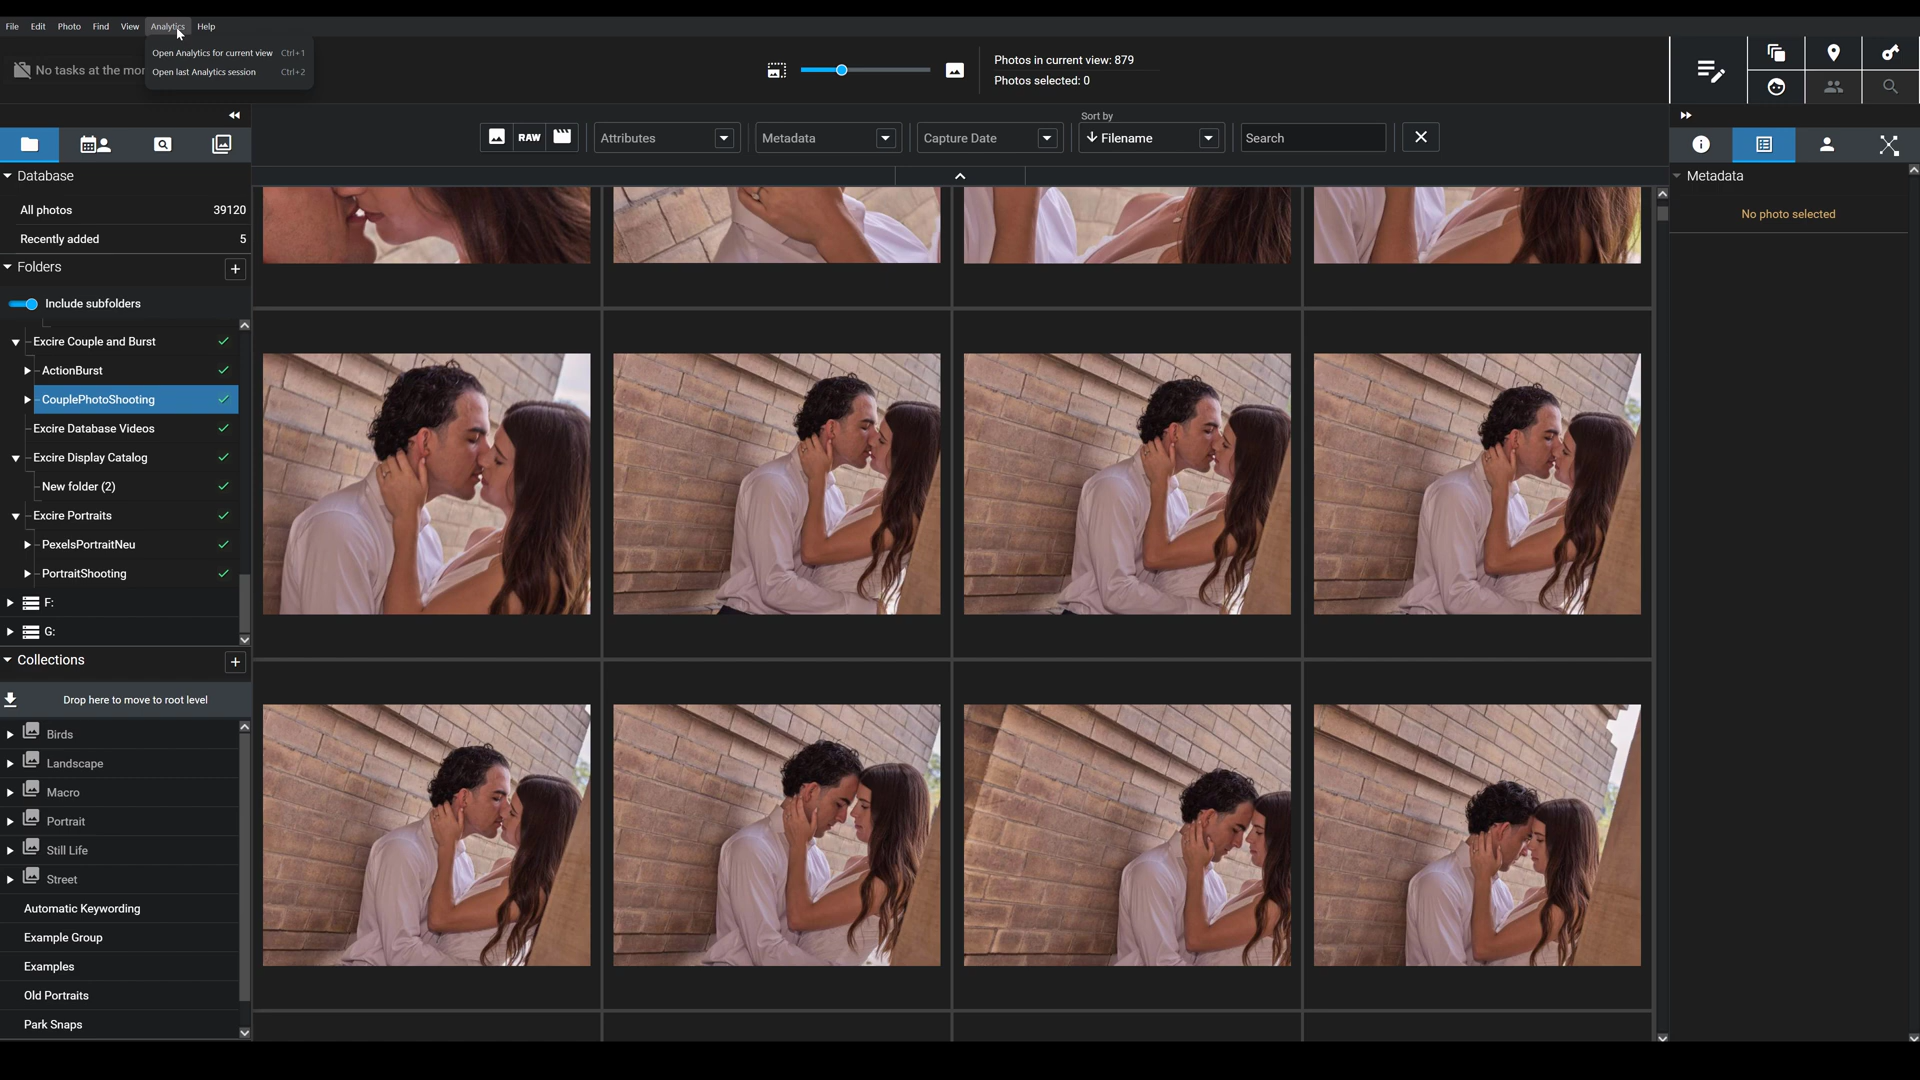 File Edit Photo Find View Analytics Help
Open Analytics for current view Ctrl+1
Open last Analytics session Ctrl+2
No tasks at the mor
Photos in current view: 879
Photos selected: 0
Sort by
RAW Attributes Metadata Capture Date Filename Search
Database
All photos 39120
Recently added 5
Folders
Include subfolders
Excire Couple and Burst
ActionBurst
CouplePhotoShooting
Excire Database Videos
Excire Display Catalog
New folder (2)
Excire Portraits
PexelsPortraitNeu
PortraitShooting
F:
G:
Collections
Drop here to move to root level
Birds
Landscape
Macro
Portrait
Still Life
Street
Automatic Keywording
Example Group
Examples
Old Portraits
Park Snaps
Metadata
No photo selected